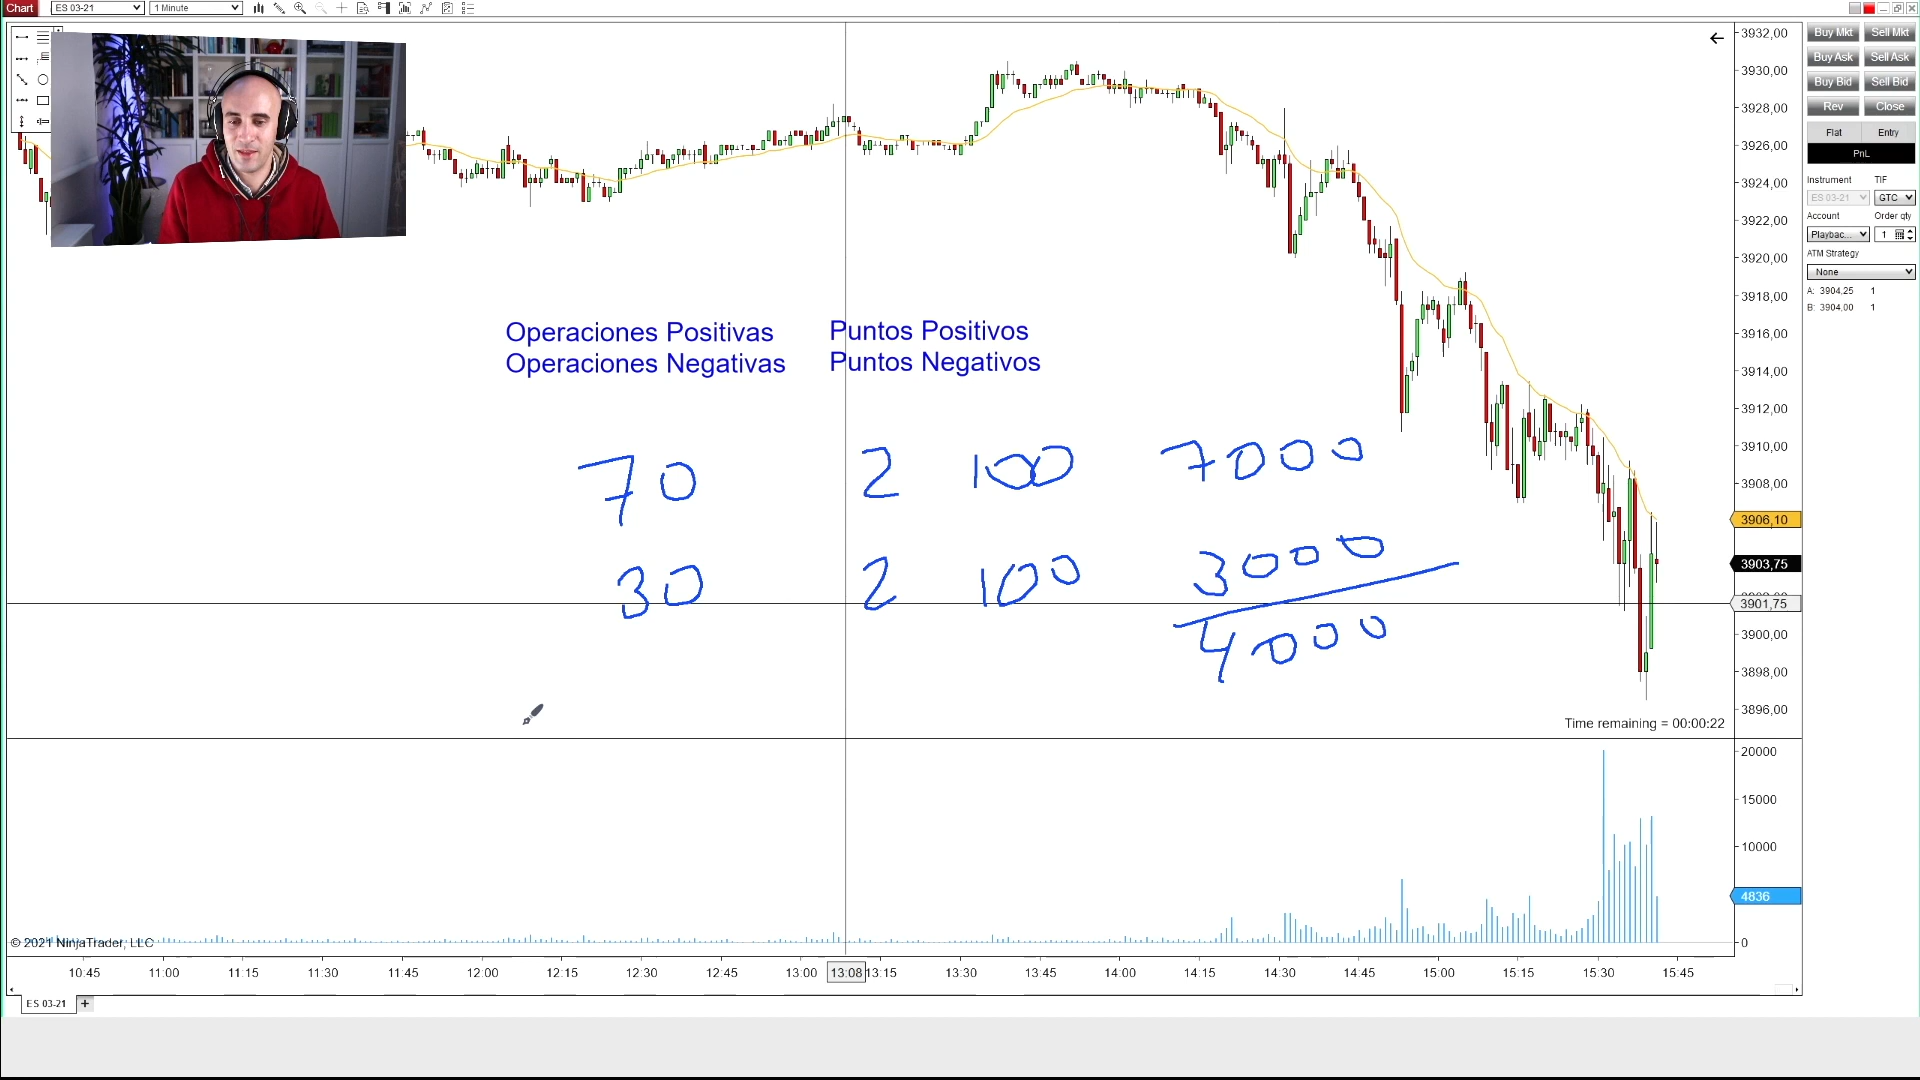 Chart ES 03-21 1 Minute
Buy Mkt Sell Mkt
Buy Ask Sell Ask
Buy Bid Sell Bid
Rev Close
Flat Entry
PnL
Instrument TIF
ES 03-21 GTC
Account Order qty
Playbac... 1
ATM Strategy
None
A: 3904,25 1
B: 3904,00 1
3932,00
3930,00
3928,00
3926,00
3924,00
3922,00
3920,00
3918,00
3916,00
3914,00
3912,00
3910,00
3908,00
3906,10
3903,75
3901,75
3900,00
3898,00
3896,00
Operaciones Positivas Puntos Positivos
Operaciones Negativas Puntos Negativos
70 2 100 7000
30 2 100 3000
4000
Time remaining = 00:00:22
20000
15000
10000
4836
0
© 2021 NinjaTrader, LLC
10:45 11:00 11:15 11:30 11:45 12:00 12:15 12:30 12:45 13:00 13:08 13:15 13:30 13:45 14:00 14:15 14:30 14:45 15:00 15:15 15:30 15:45
ES 03-21 +